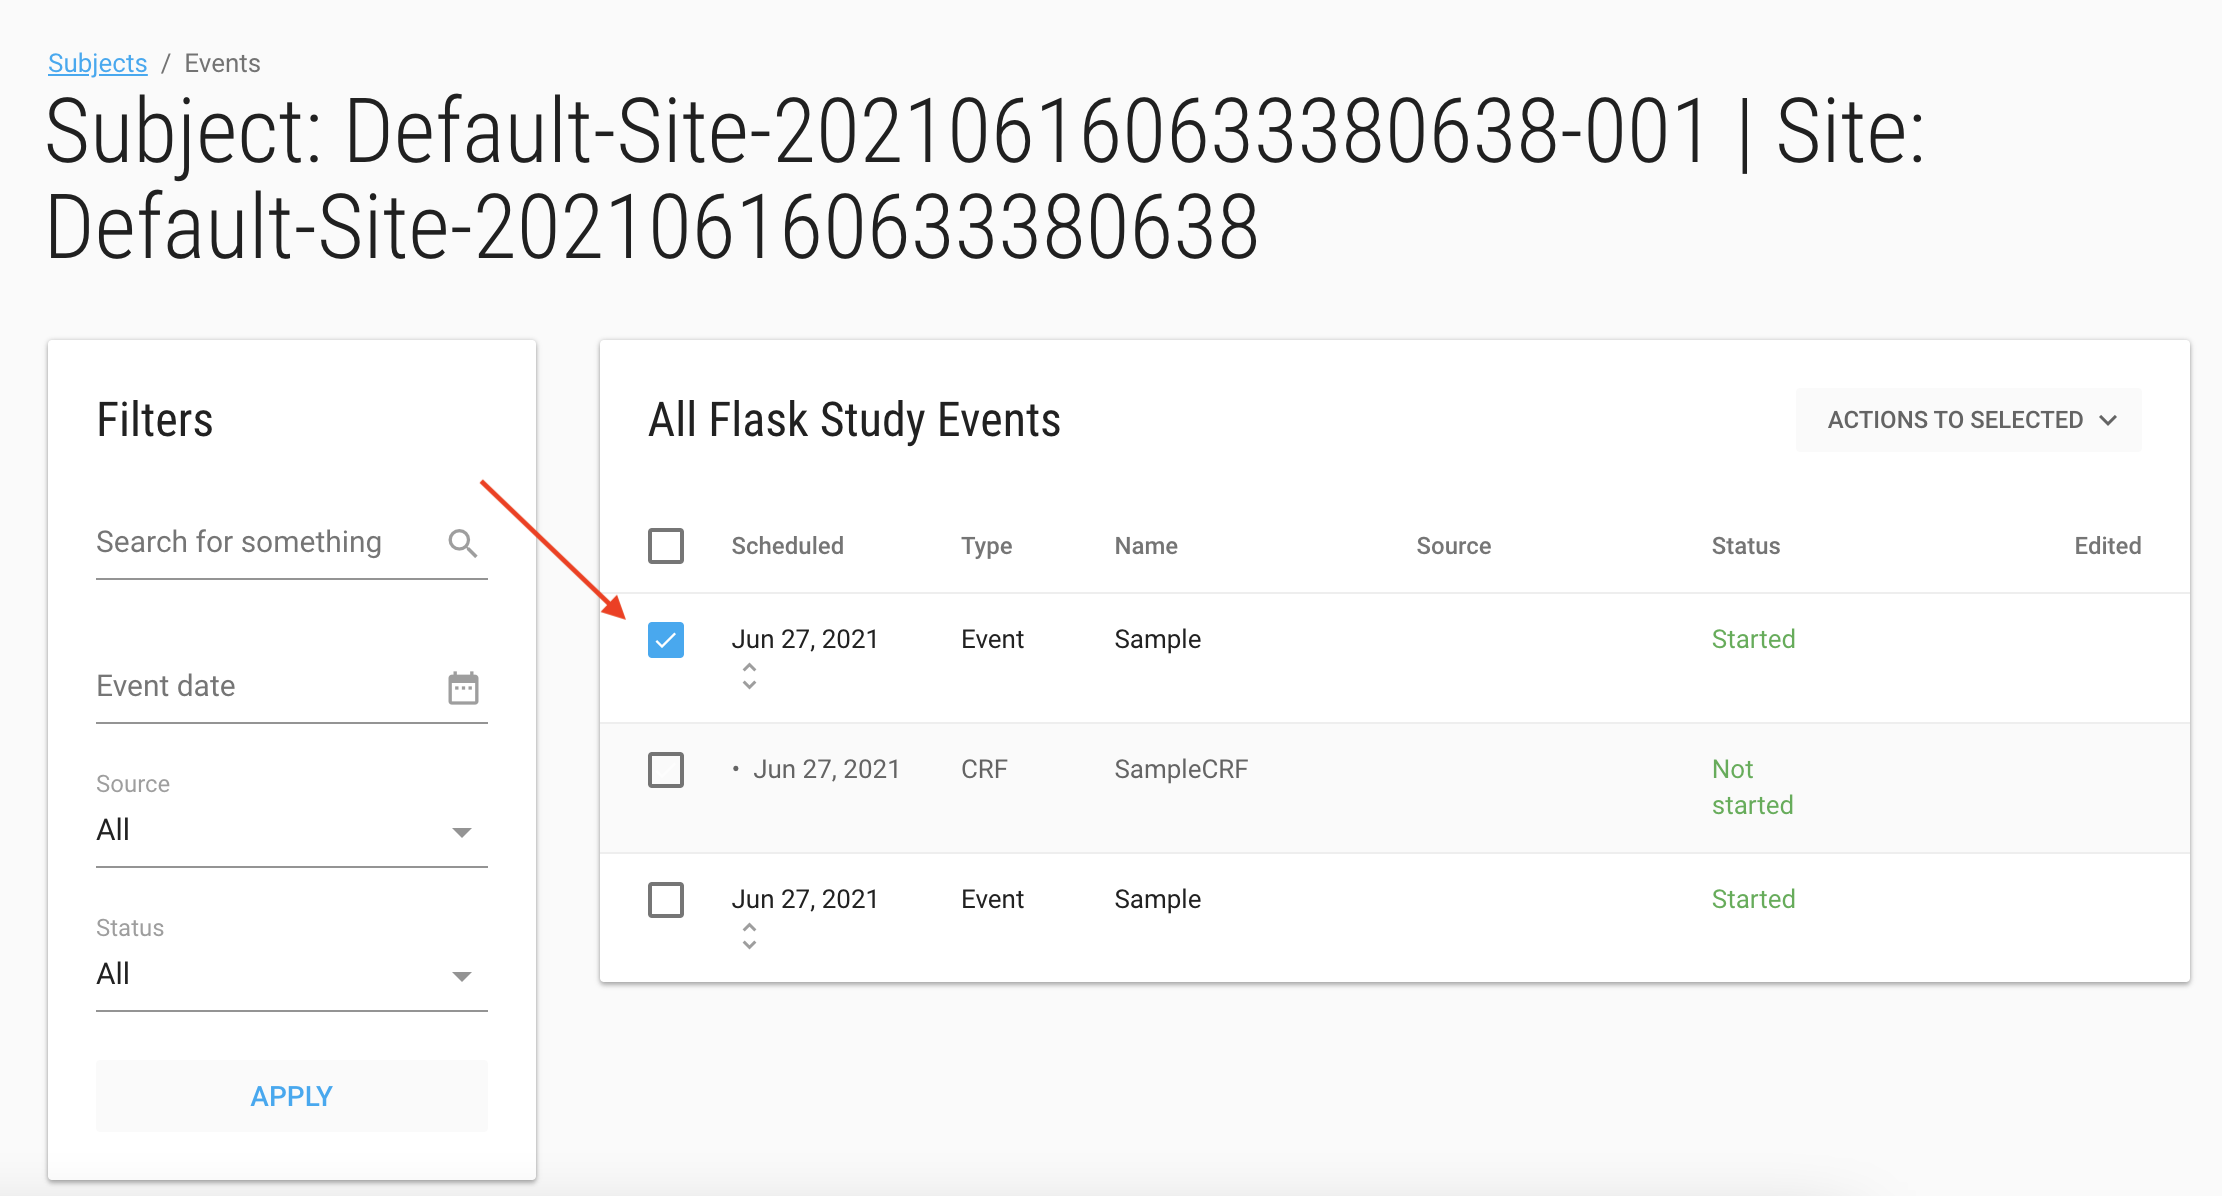 Subjects / Events
Subject: Default-Site-20210616063380638-001 | Site:
Default-Site-20210616063380638
Filters
Search for something
Event date
Source
All
Status
All
APPLY
All Flask Study Events
ACTIONS TO SELECTED
Scheduled Type Name Source Status Edited
Jun 27, 2021 Event Sample Started
• Jun 27, 2021 CRF SampleCRF Not
started
Jun 27, 2021 Event Sample Started